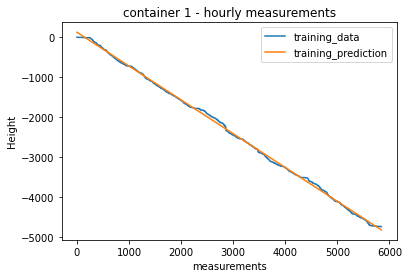 container 1 - hourly measurements
training_data
training_prediction
Height
0
−1000
−2000
−3000
−4000
−5000
0 1000 2000 3000 4000 5000 6000
measurements